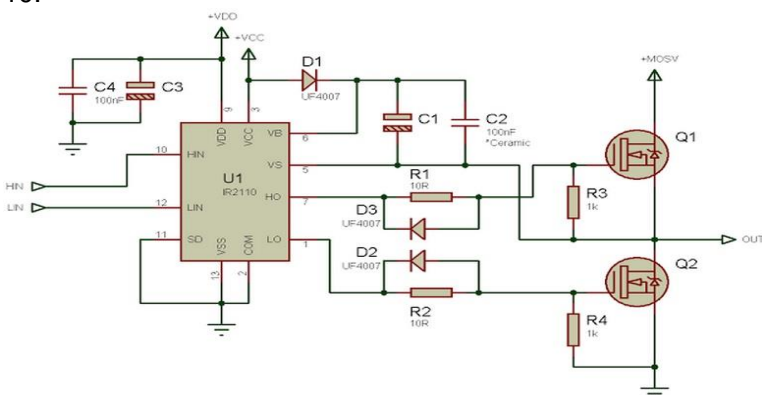 +VDD
+VCC
+MOSV
D1
UF4007
C4
100nF
C3
C1
C2
100nF
*Ceramic
Q1
9
3
VDD
VCC
VB
6
10
HIN
VS
5
HIN
U1
IR2110
R1
10R
HO
7
R3
1k
LIN
12
LIN
D3
UF4007
11
SD
LO
1
D2
UF4007
OUT
VSS
COM
Q2
13
2
R2
10R
R4
1k